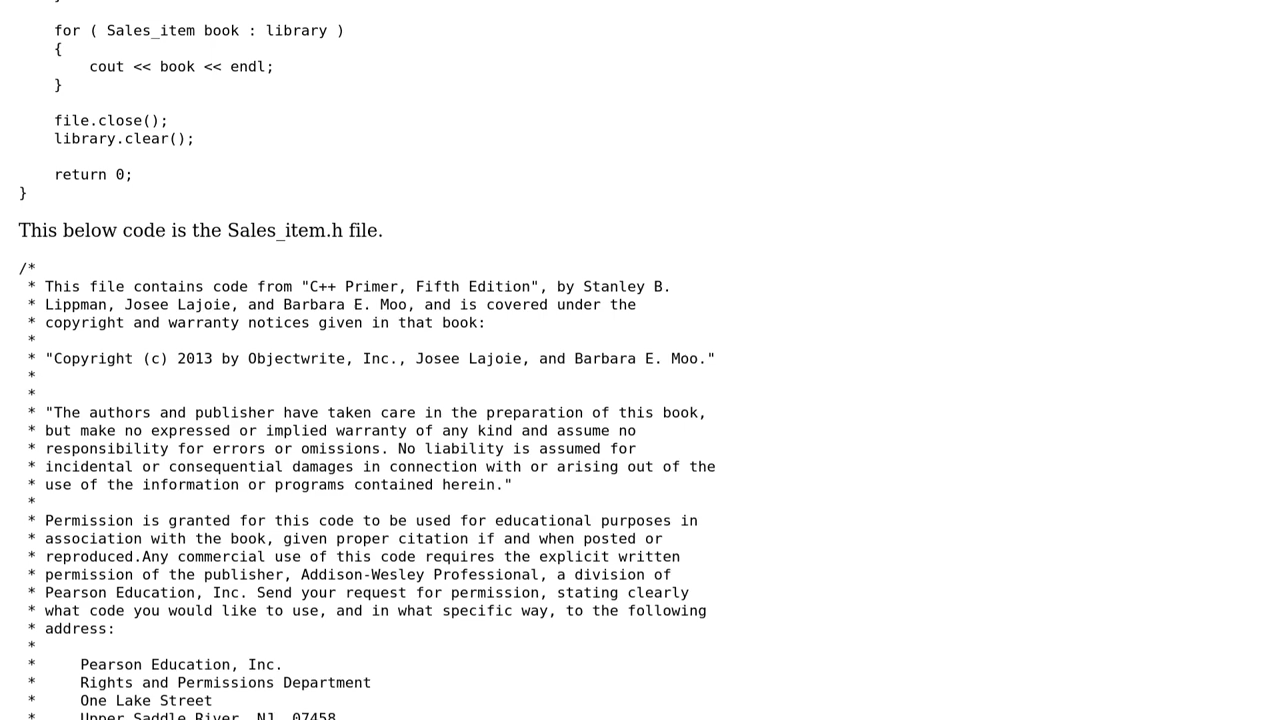 }
    for ( Sales_item book : library )
    {
        cout << book << endl;
    }

    file.close();
    library.clear();

    return 0;
}
This below code is the Sales_item.h file.
/*
 * This file contains code from "C++ Primer, Fifth Edition", by Stanley B.
 * Lippman, Josee Lajoie, and Barbara E. Moo, and is covered under the
 * copyright and warranty notices given in that book:
 *
 * "Copyright (c) 2013 by Objectwrite, Inc., Josee Lajoie, and Barbara E. Moo."
 *
 *
 * "The authors and publisher have taken care in the preparation of this book,
 * but make no expressed or implied warranty of any kind and assume no
 * responsibility for errors or omissions. No liability is assumed for
 * incidental or consequential damages in connection with or arising out of the
 * use of the information or programs contained herein."
 *
 * Permission is granted for this code to be used for educational purposes in
 * association with the book, given proper citation if and when posted or
 * reproduced.Any commercial use of this code requires the explicit written
 * permission of the publisher, Addison-Wesley Professional, a division of
 * Pearson Education, Inc. Send your request for permission, stating clearly
 * what code you would like to use, and in what specific way, to the following
 * address:
 *
 *     Pearson Education, Inc.
 *     Rights and Permissions Department
 *     One Lake Street
 *     Upper Saddle River, NJ  07458